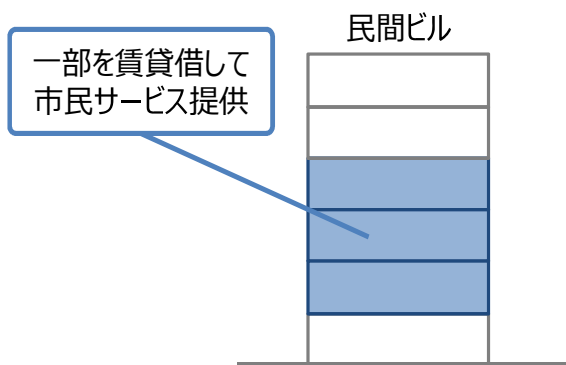 民間ビル
一部を賃貸借して
市民サービス提供